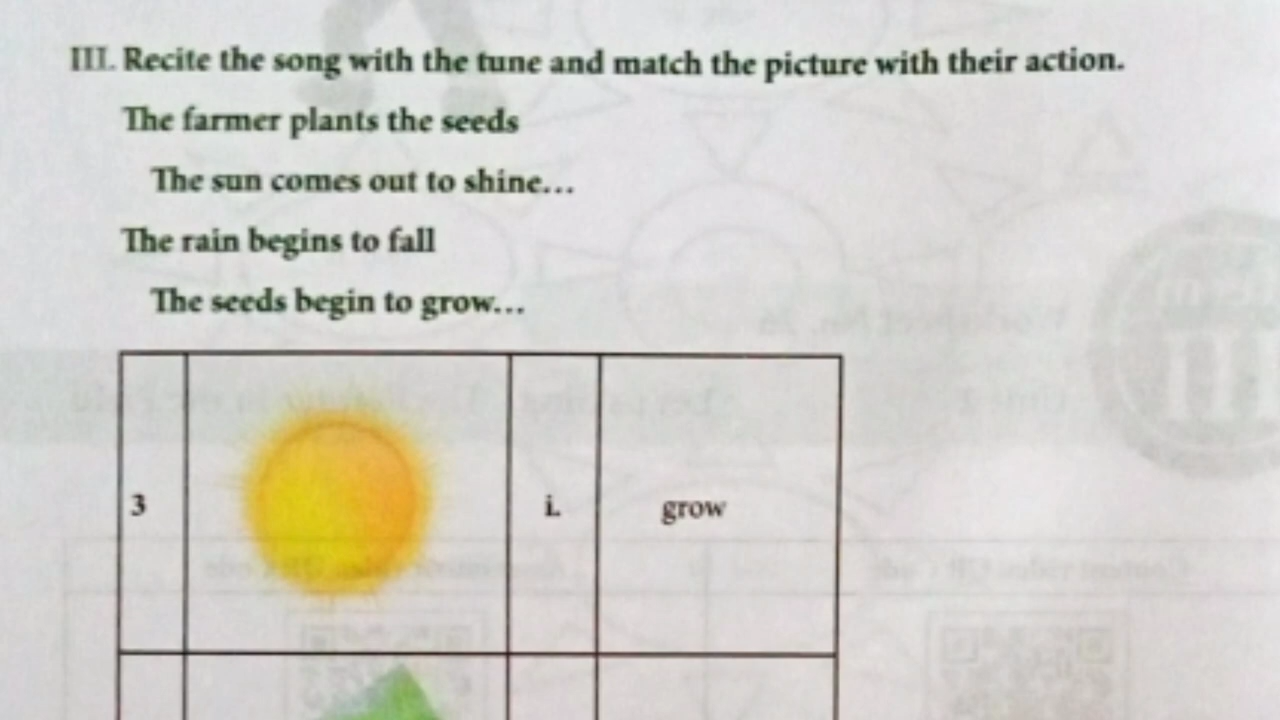 III. Recite the song with the tune and match the picture with their action.
The farmer plants the seeds
The sun comes out to shine...
The rain begins to fall
The seeds begin to grow...
3 i. grow